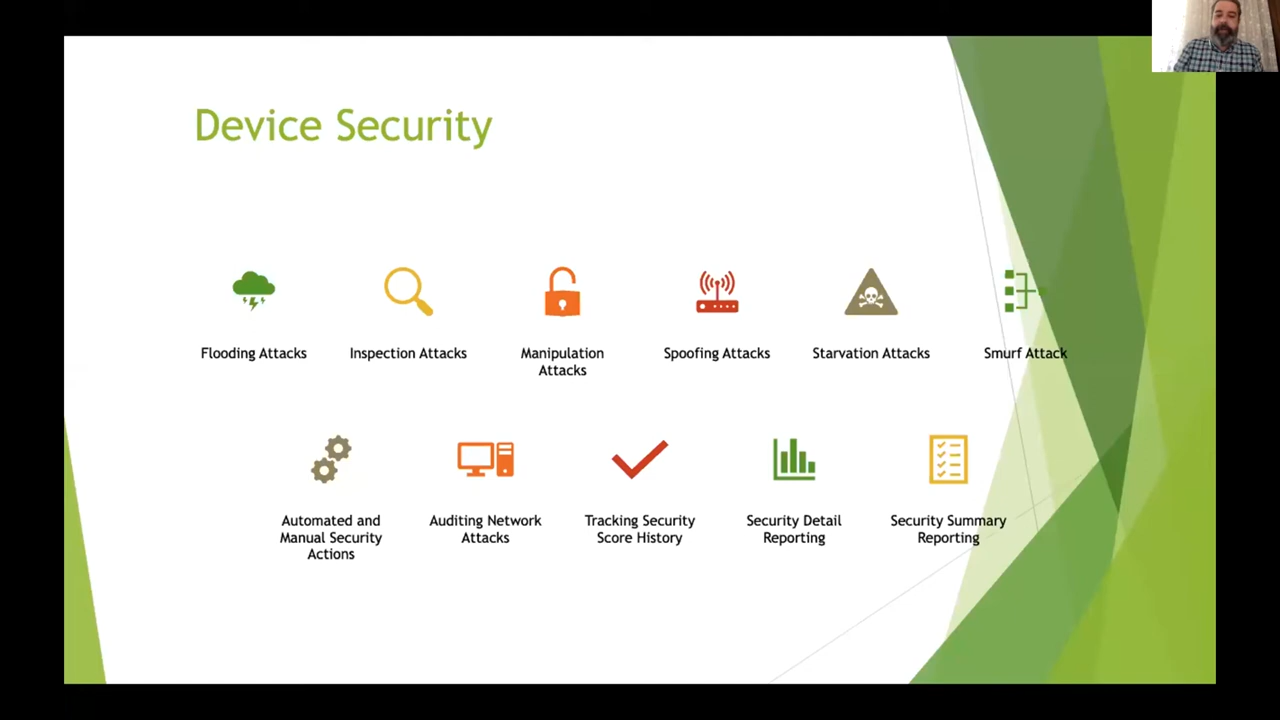 Device Security
Flooding Attacks
Inspection Attacks
Manipulation
Attacks
Spoofing Attacks
Starvation Attacks
Smurf Attack
Automated and
Manual Security
Actions
Auditing Network
Attacks
Tracking Security
Score History
Security Detail
Reporting
Security Summary
Reporting